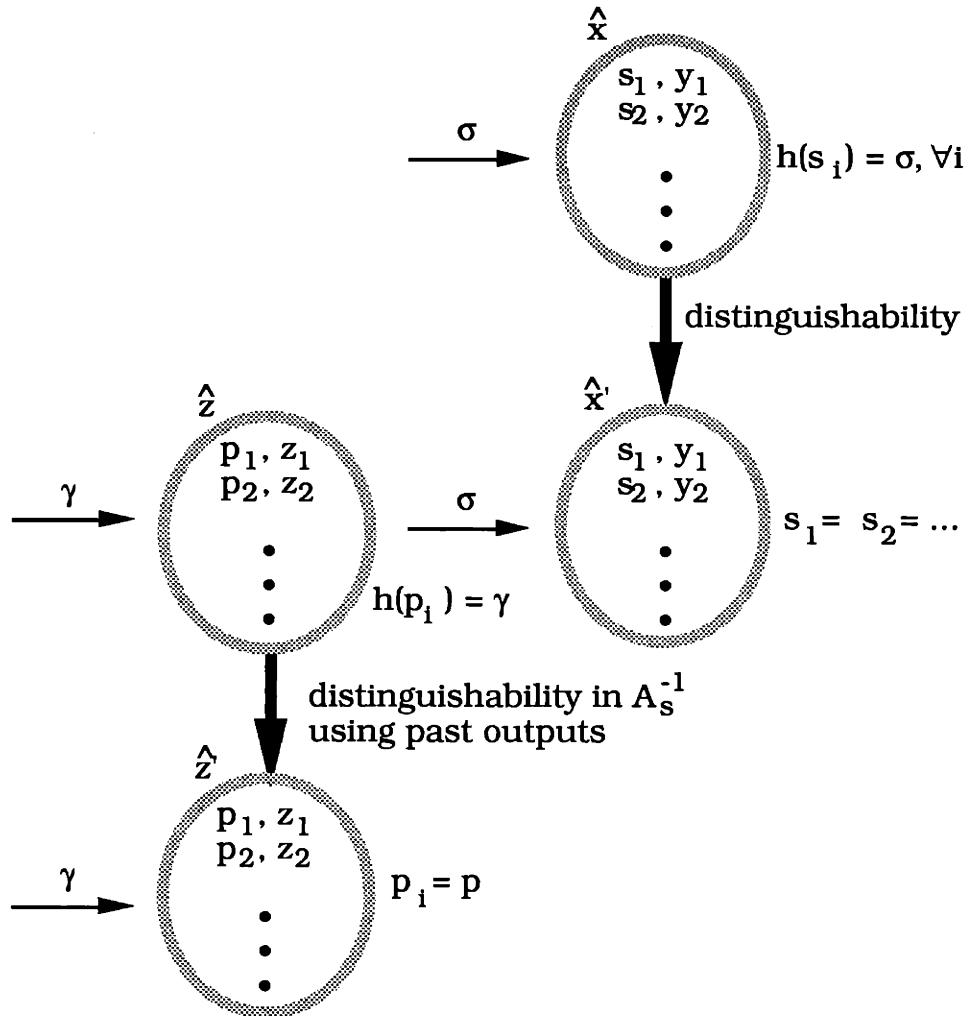 x̂
s₁ , y₁
s₂ , y₂
σ
h(sᵢ) = σ, ∀i
distinguishability
ẑ
x̂'
p₁, z₁
p₂, z₂
γ
s₁ , y₁
s₂ , y₂
σ
s₁= s₂= ...
h(pᵢ) = γ
distinguishability in Aₛ⁻¹
using past outputs
ẑ'
p₁, z₁
p₂, z₂
γ
pᵢ = p